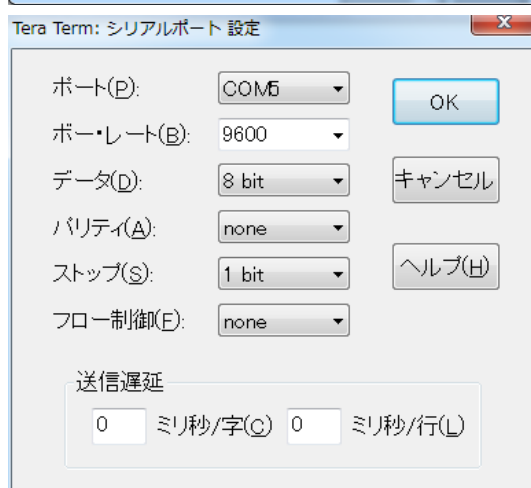 Tera Term: シリアルポート 設定
x
ポート(P): COM5
OK
ボー・レート(B): 9600
データ(D): 8 bit
キャンセル
パリティ(A): none
ストップ(S): 1 bit
ヘルプ(H)
フロー制御(F): none
送信遅延
0 ミリ秒/字(C) 0 ミリ秒/行(L)